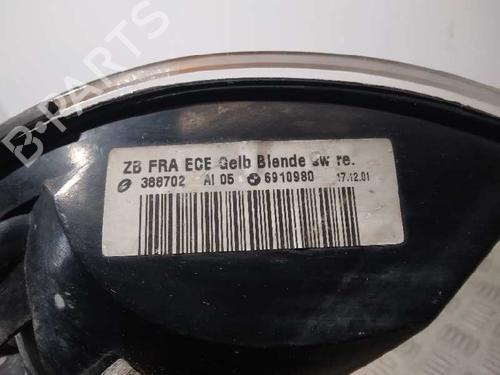 ZB FRA ECE Gelb Blende sw re.
388702 AI 05 6910980 17.12.01
B-PARTS